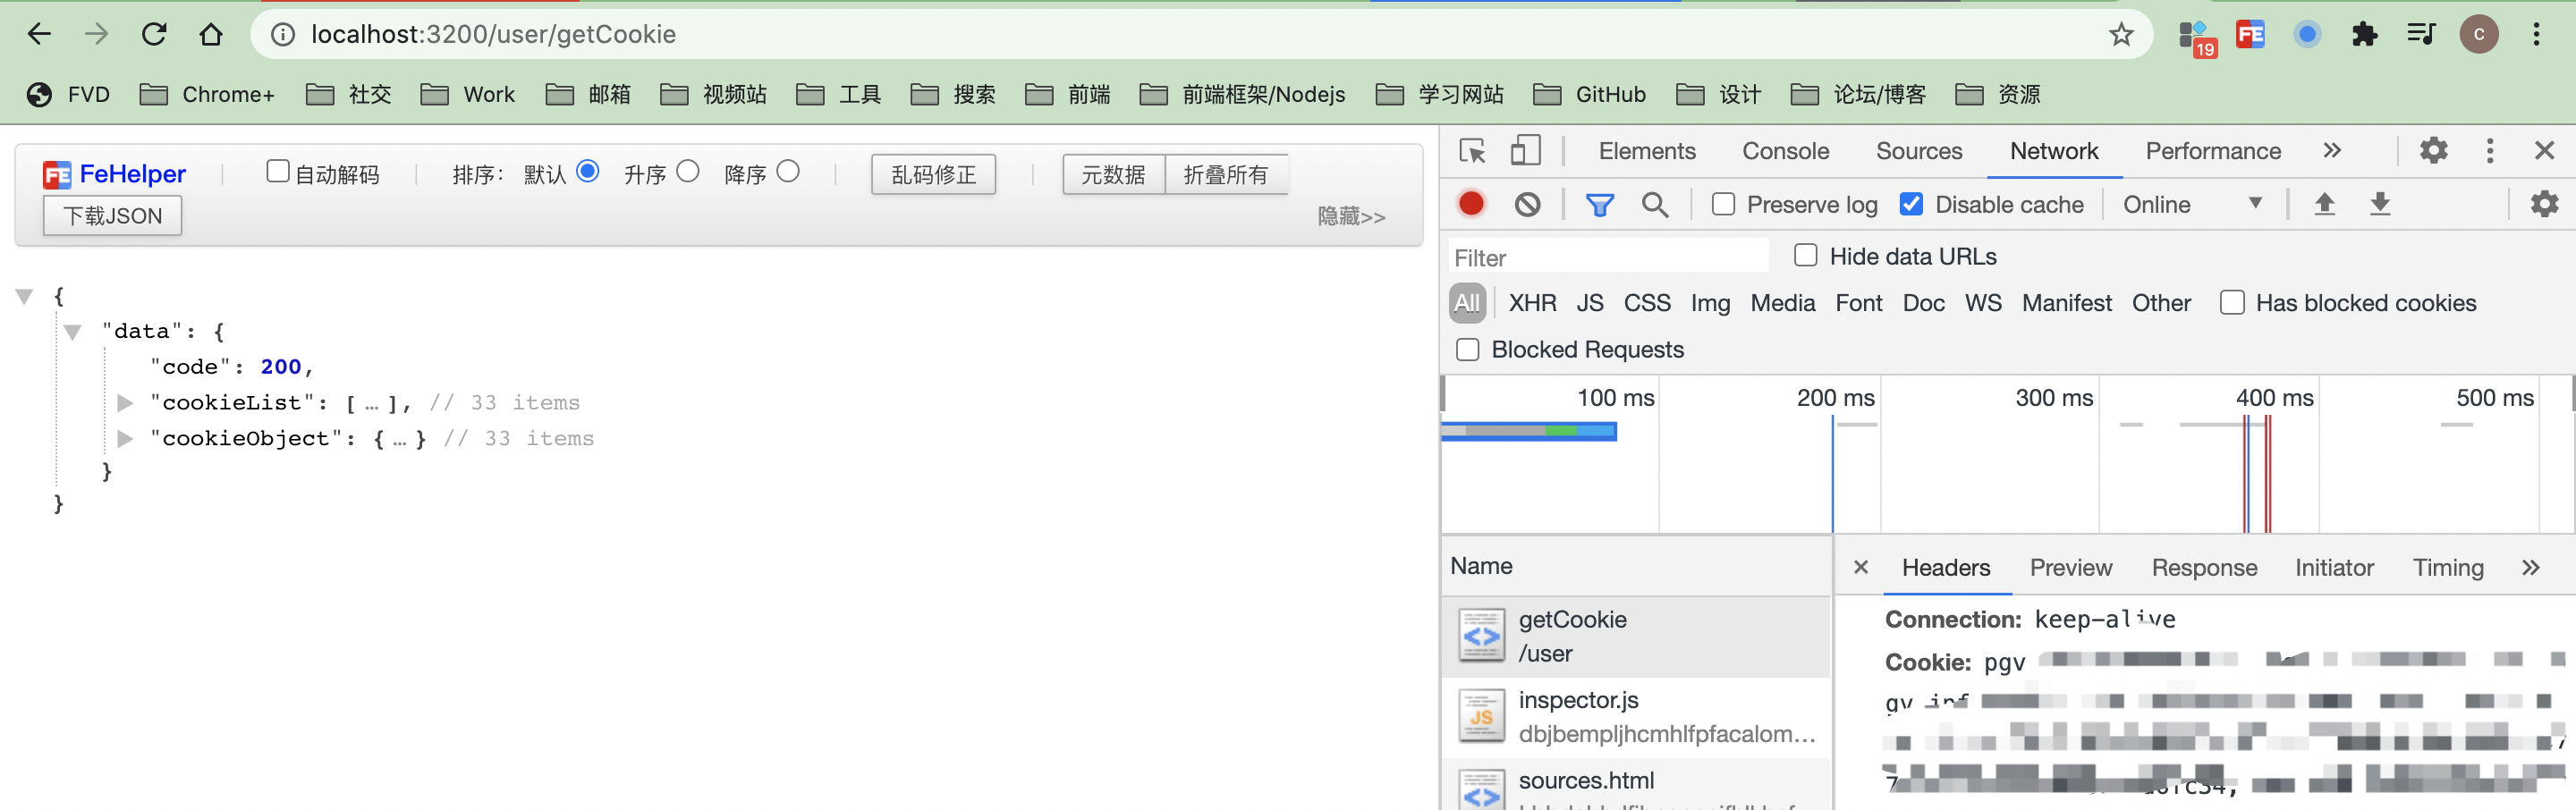 localhost:3200/user/getCookie
19
FE
C
FVD Chrome+ 社交 Work 邮箱 视频站 工具 搜索 前端 前端框架/Nodejs 学习网站 GitHub 设计 论坛/博客 资源
FE FeHelper 自动解码 排序: 默认 升序 降序 乱码修正 元数据 折叠所有
下载JSON 隐藏>>
{
"data": {
"code": 200,
"cookieList": [ … ], // 33 items
"cookieObject": { … } // 33 items
}
}
Elements Console Sources Network Performance
Preserve log Disable cache Online
Filter Hide data URLs
All XHR JS CSS Img Media Font Doc WS Manifest Other Has blocked cookies
Blocked Requests
100 ms 200 ms 300 ms 400 ms 500 ms
Name
getCookie
/user
JS inspector.js
dbjbempljhcmhlfpfacalom…
sources.html
Headers Preview Response Initiator Timing
Connection: keep-alive
Cookie: pgv